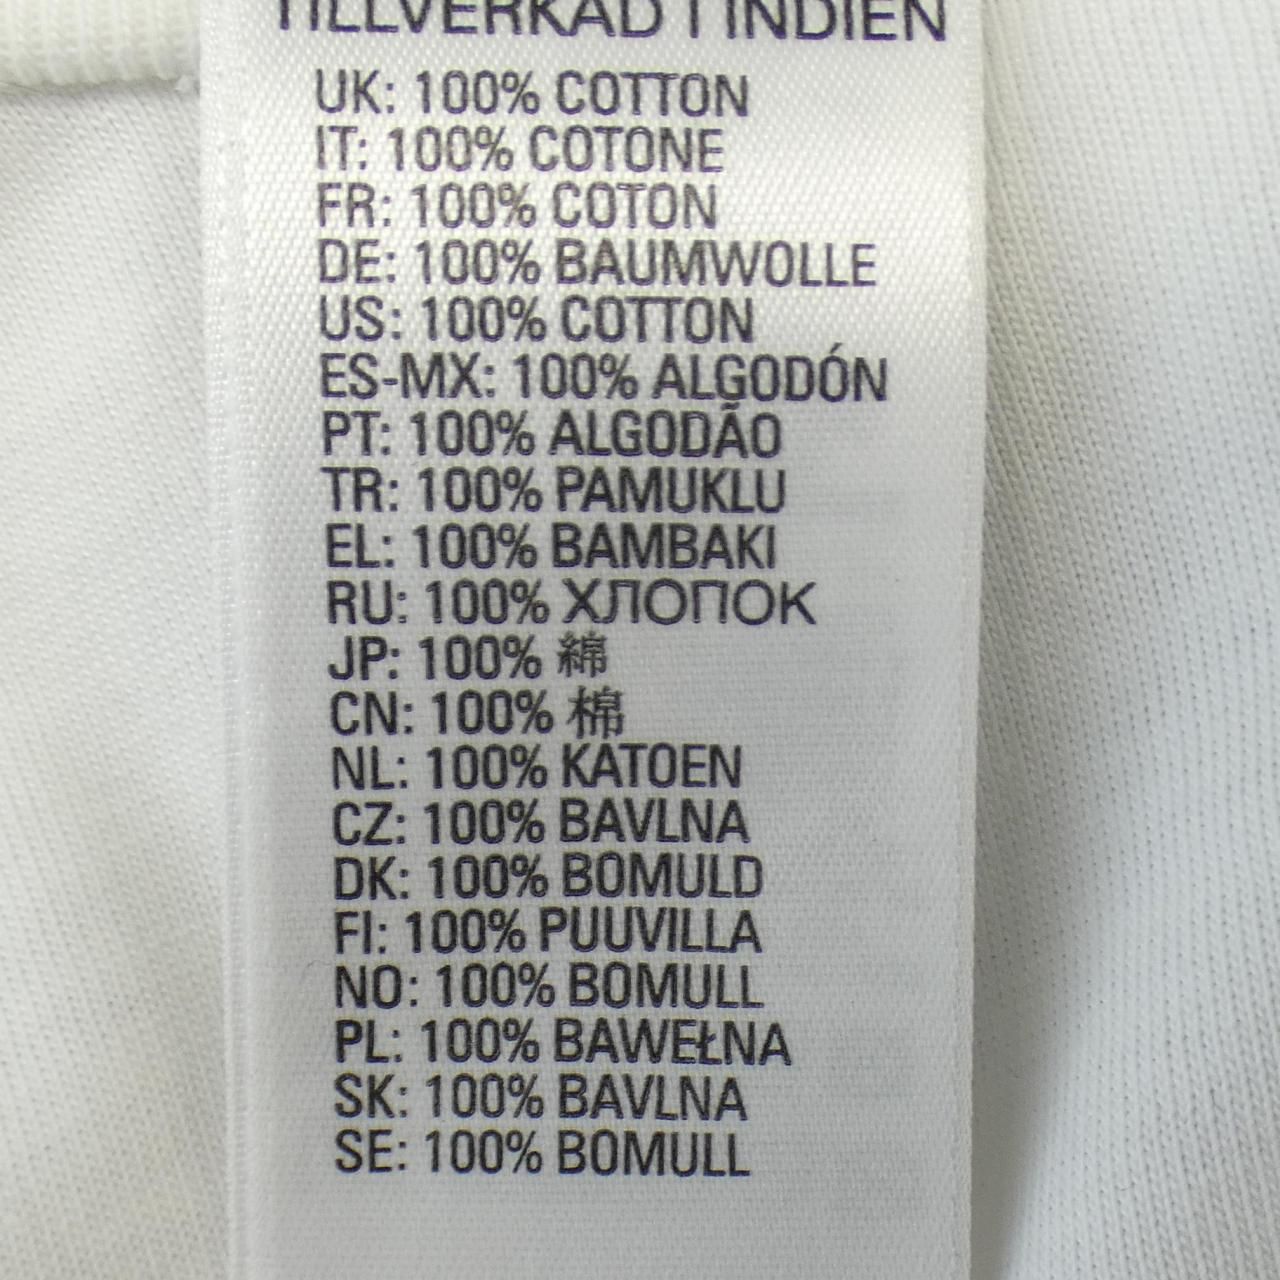 TILLVERKAD I INDIEN
UK: 100% COTTON
IT: 100% COTONE
FR: 100% COTON
DE: 100% BAUMWOLLE
US: 100% COTTON
ES-MX: 100% ALGODÓN
PT: 100% ALGODÃO
TR: 100% PAMUKLU
EL: 100% BAMBAKI
RU: 100% ХЛОПОК
JP: 100% 綿
CN: 100% 棉
NL: 100% KATOEN
CZ: 100% BAVLNA
DK: 100% BOMULD
FI: 100% PUUVILLA
NO: 100% BOMULL
PL: 100% BAWEŁNA
SK: 100% BAVLNA
SE: 100% BOMULL